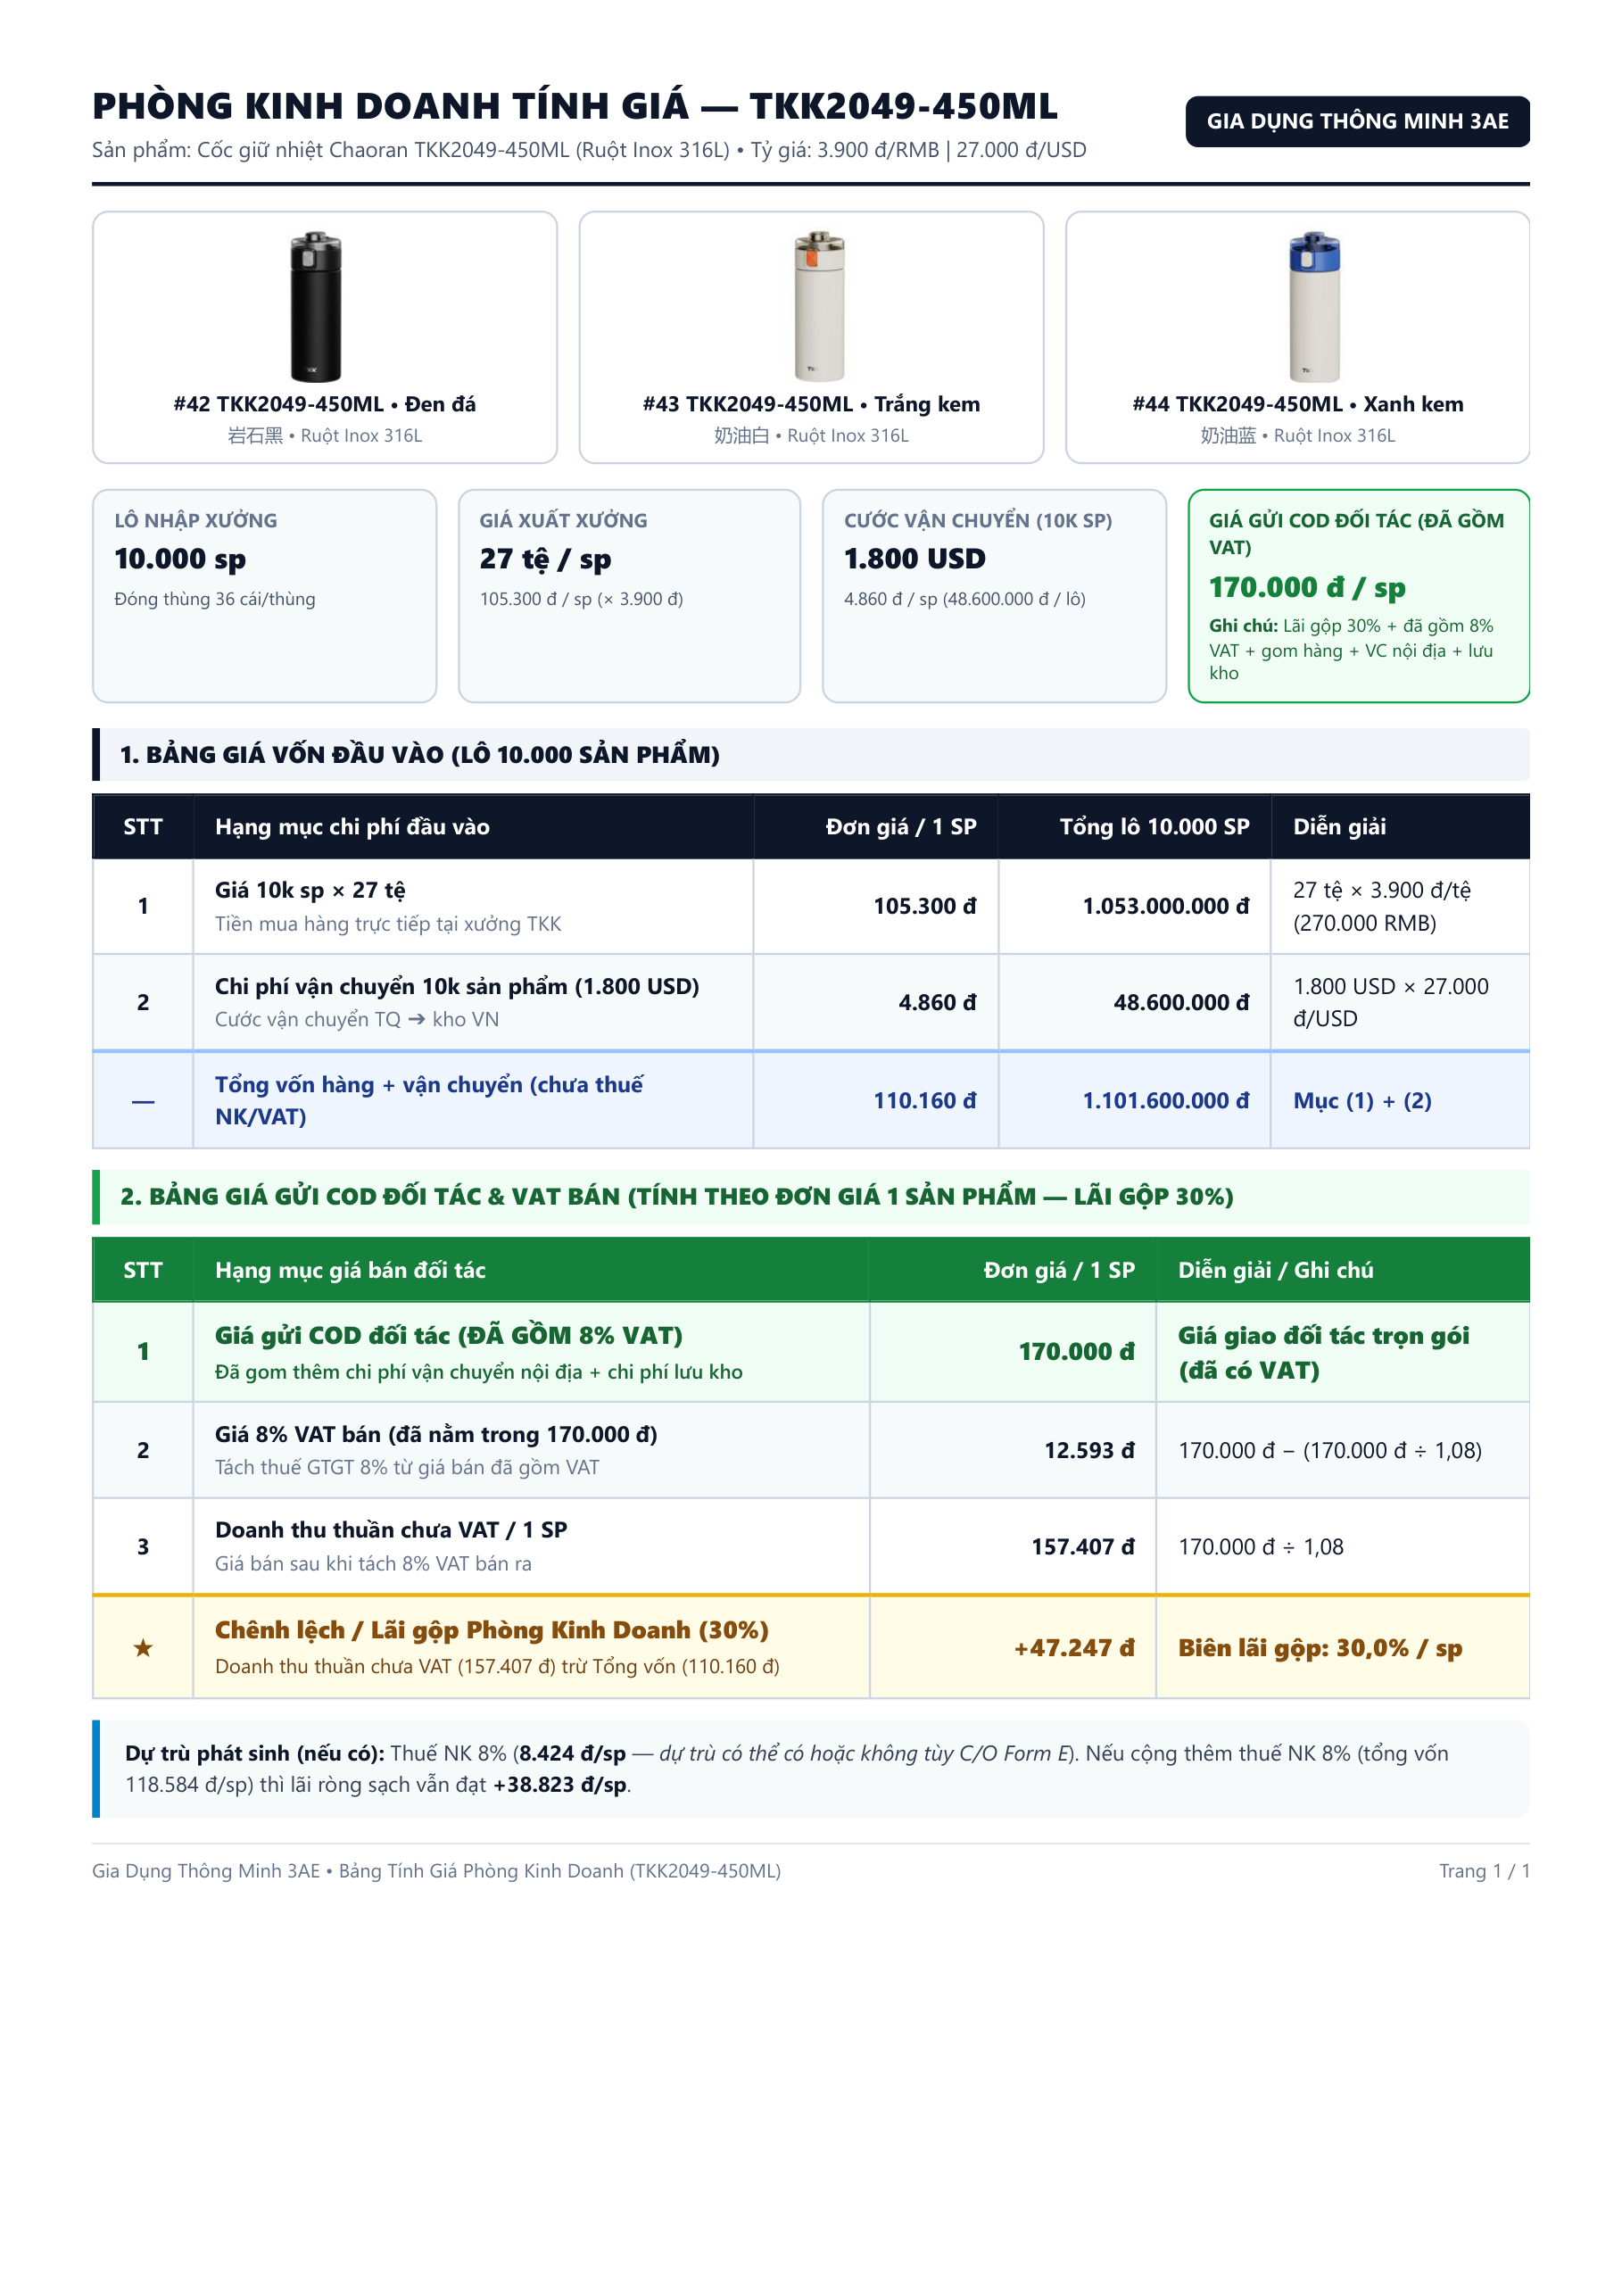 PHÒNG KINH DOANH TÍNH GIÁ — TKK2049-450ML
Sản phẩm: Cốc giữ nhiệt Chaoran TKK2049-450ML (Ruột Inox 316L) • Tỷ giá: 3.900 đ/RMB | 27.000 đ/USD
GIA DỤNG THÔNG MINH 3AE
#42 TKK2049-450ML • Đen đá
岩石黑 • Ruột Inox 316L
#43 TKK2049-450ML • Trắng kem
奶油白 • Ruột Inox 316L
#44 TKK2049-450ML • Xanh kem
奶油蓝 • Ruột Inox 316L
LÔ NHẬP XƯỞNG
10.000 sp
Đóng thùng 36 cái/thùng
GIÁ XUẤT XƯỞNG
27 tệ / sp
105.300 đ / sp (× 3.900 đ)
CƯỚC VẬN CHUYỂN (10K SP)
1.800 USD
4.860 đ / sp (48.600.000 đ / lô)
GIÁ GỬI COD ĐỐI TÁC (ĐÃ GỒM
VAT)
170.000 đ / sp
Ghi chú: Lãi gộp 30% + đã gồm 8%
VAT + gom hàng + VC nội địa + lưu
kho
1. BẢNG GIÁ VỐN ĐẦU VÀO (LÔ 10.000 SẢN PHẨM)
STT Hạng mục chi phí đầu vào Đơn giá / 1 SP Tổng lô 10.000 SP Diễn giải
1
Giá 10k sp × 27 tệ
Tiền mua hàng trực tiếp tại xưởng TKK
105.300 đ
1.053.000.000 đ
27 tệ × 3.900 đ/tệ
(270.000 RMB)
2
Chi phí vận chuyển 10k sản phẩm (1.800 USD)
Cước vận chuyển TQ ➔ kho VN
4.860 đ
48.600.000 đ
1.800 USD × 27.000
đ/USD
—
Tổng vốn hàng + vận chuyển (chưa thuế
NK/VAT)
110.160 đ
1.101.600.000 đ
Mục (1) + (2)
2. BẢNG GIÁ GỬI COD ĐỐI TÁC & VAT BÁN (TÍNH THEO ĐƠN GIÁ 1 SẢN PHẨM — LÃI GỘP 30%)
STT Hạng mục giá bán đối tác Đơn giá / 1 SP Diễn giải / Ghi chú
1
Giá gửi COD đối tác (ĐÃ GỒM 8% VAT)
Đã gom thêm chi phí vận chuyển nội địa + chi phí lưu kho
170.000 đ
Giá giao đối tác trọn gói
(đã có VAT)
2
Giá 8% VAT bán (đã nằm trong 170.000 đ)
Tách thuế GTGT 8% từ giá bán đã gồm VAT
12.593 đ
170.000 đ − (170.000 đ ÷ 1,08)
3
Doanh thu thuần chưa VAT / 1 SP
Giá bán sau khi tách 8% VAT bán ra
157.407 đ
170.000 đ ÷ 1,08
★
Chênh lệch / Lãi gộp Phòng Kinh Doanh (30%)
Doanh thu thuần chưa VAT (157.407 đ) trừ Tổng vốn (110.160 đ)
+47.247 đ
Biên lãi gộp: 30,0% / sp
Dự trù phát sinh (nếu có): Thuế NK 8% (8.424 đ/sp — dự trù có thể có hoặc không tùy C/O Form E). Nếu cộng thêm thuế NK 8% (tổng vốn
118.584 đ/sp) thì lãi ròng sạch vẫn đạt +38.823 đ/sp.
Gia Dụng Thông Minh 3AE • Bảng Tính Giá Phòng Kinh Doanh (TKK2049-450ML)
Trang 1 / 1